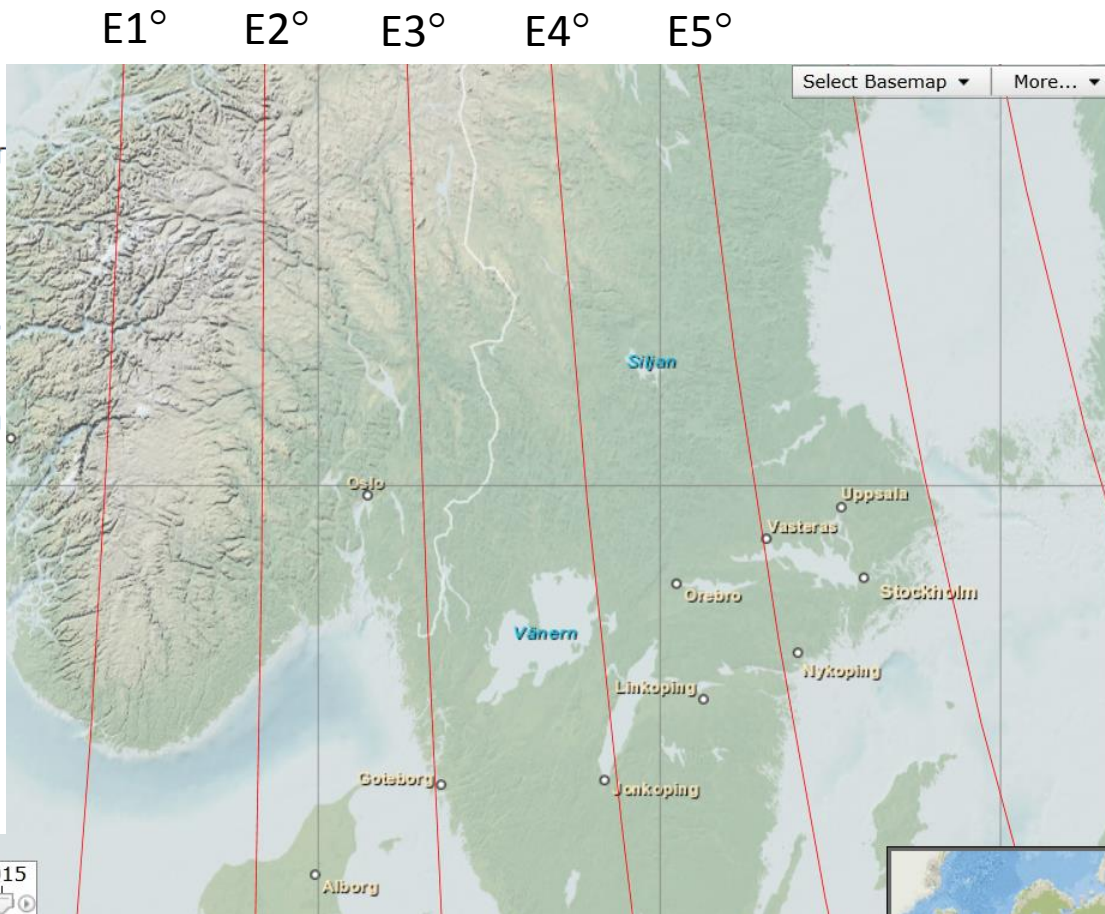 E1° E2° E3° E4° E5°
Select Basemap More...
Siljan
Oslo
Uppsala
Vasteras
Orebro
Stockholm
Vänern
Nykoping
Linkoping
Goteborg
Jonkoping
Alborg